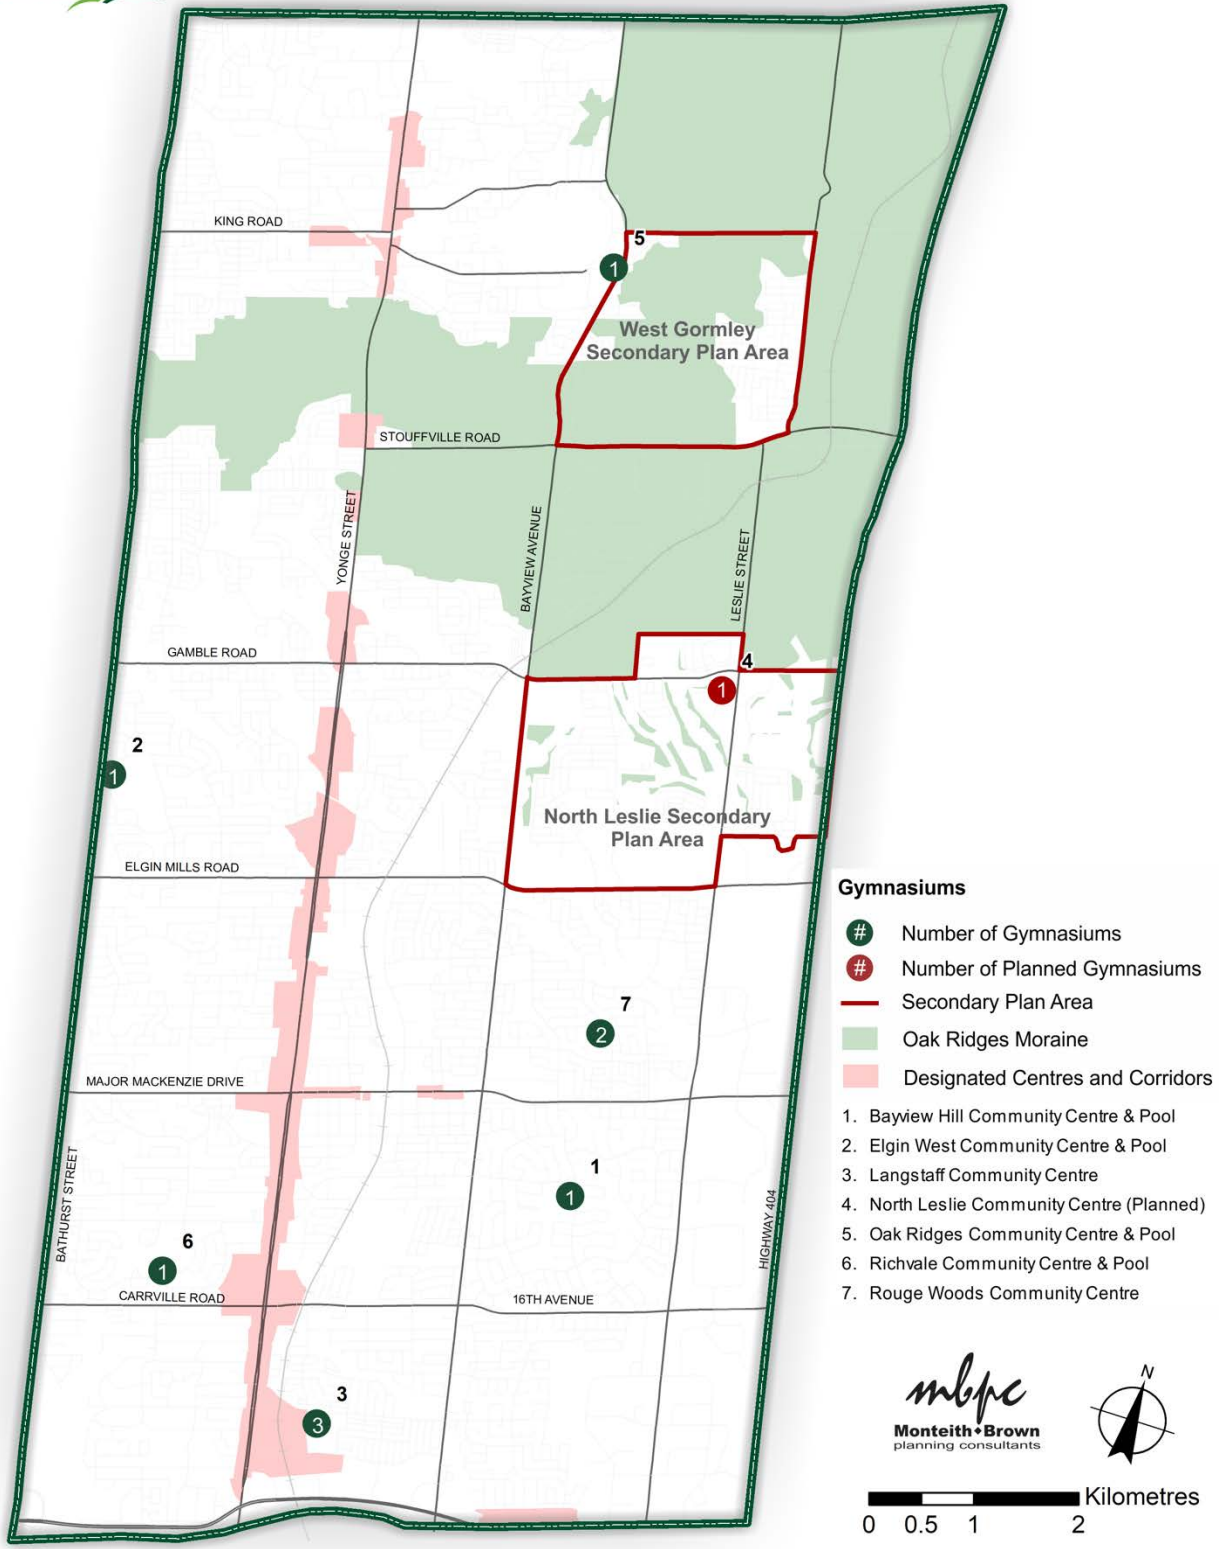 KING ROAD
5
1
West Gormley
Secondary Plan Area
STOUFFVILLE ROAD
YONGE STREET
BAYVIEW AVENUE
LESLIE STREET
GAMBLE ROAD
4
1
2
1
North Leslie Secondary
Plan Area
ELGIN MILLS ROAD
Gymnasiums
# Number of Gymnasiums
# Number of Planned Gymnasiums
Secondary Plan Area
Oak Ridges Moraine
Designated Centres and Corridors
1. Bayview Hill Community Centre & Pool
2. Elgin West Community Centre & Pool
3. Langstaff Community Centre
4. North Leslie Community Centre (Planned)
5. Oak Ridges Community Centre & Pool
6. Richvale Community Centre & Pool
7. Rouge Woods Community Centre
7
2
MAJOR MACKENZIE DRIVE
BATHURST STREET
1
1
HIGHWAY 404
6
1
CARRVILLE ROAD
16TH AVENUE
3
3
mbpc
Monteith♦Brown
planning consultants
N
Kilometres
0 0.5 1 2